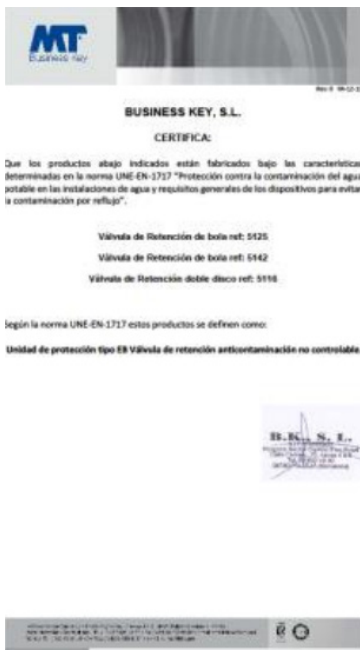 MT
Business Key
BUSINESS KEY, S.L.
CERTIFICA:
Que los productos abajo indicados están fabricados bajo las características
determinadas en la norma UNE-EN-1717 "Protección contra la contaminación del agua
potable en las instalaciones de agua y requisitos generales de los dispositivos para evitar
la contaminación por reflujo".
Válvula de Retención de bola ref: 5125
Válvula de Retención de bola ref: 5142
Válvula de Retención doble disco ref: 5116
Según la norma UNE-EN-1717 estos productos se definen como:
Unidad de protección tipo EB Válvula de retención anticontaminación no controlable
B.K., S. L.